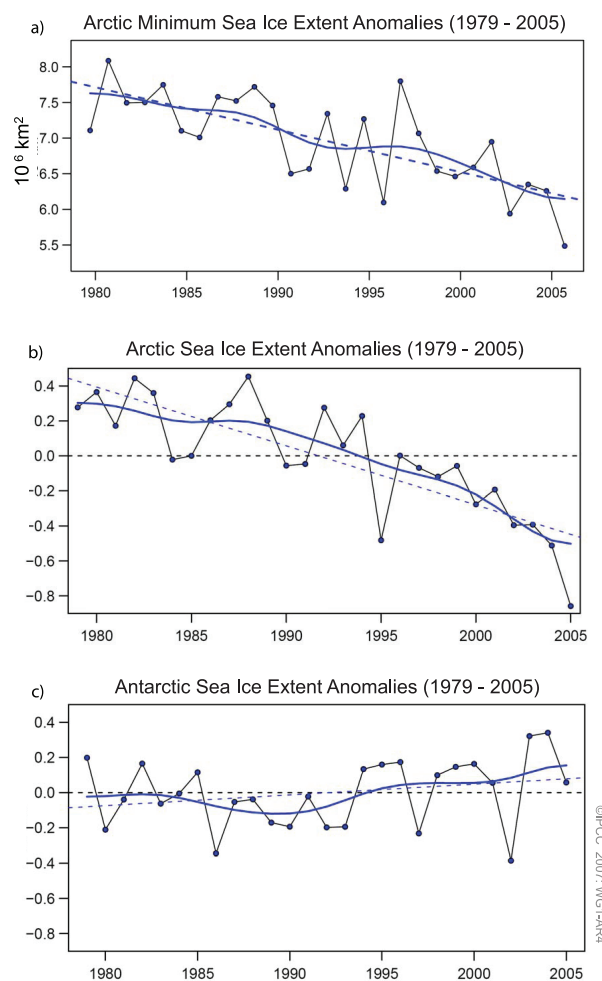 a)
Arctic Minimum Sea Ice Extent Anomalies (1979 - 2005)
10⁶ km²
8.0
7.5
7.0
6.5
6.0
5.5
1980 1985 1990 1995 2000 2005
b)
Arctic Sea Ice Extent Anomalies (1979 - 2005)
0.4
0.2
0.0
−0.2
−0.4
−0.6
−0.8
1980 1985 1990 1995 2000 2005
c)
Antarctic Sea Ice Extent Anomalies (1979 - 2005)
0.4
0.2
0.0
−0.2
−0.4
−0.6
−0.8
1980 1985 1990 1995 2000 2005
©IPCC 2007: WG1-AR4